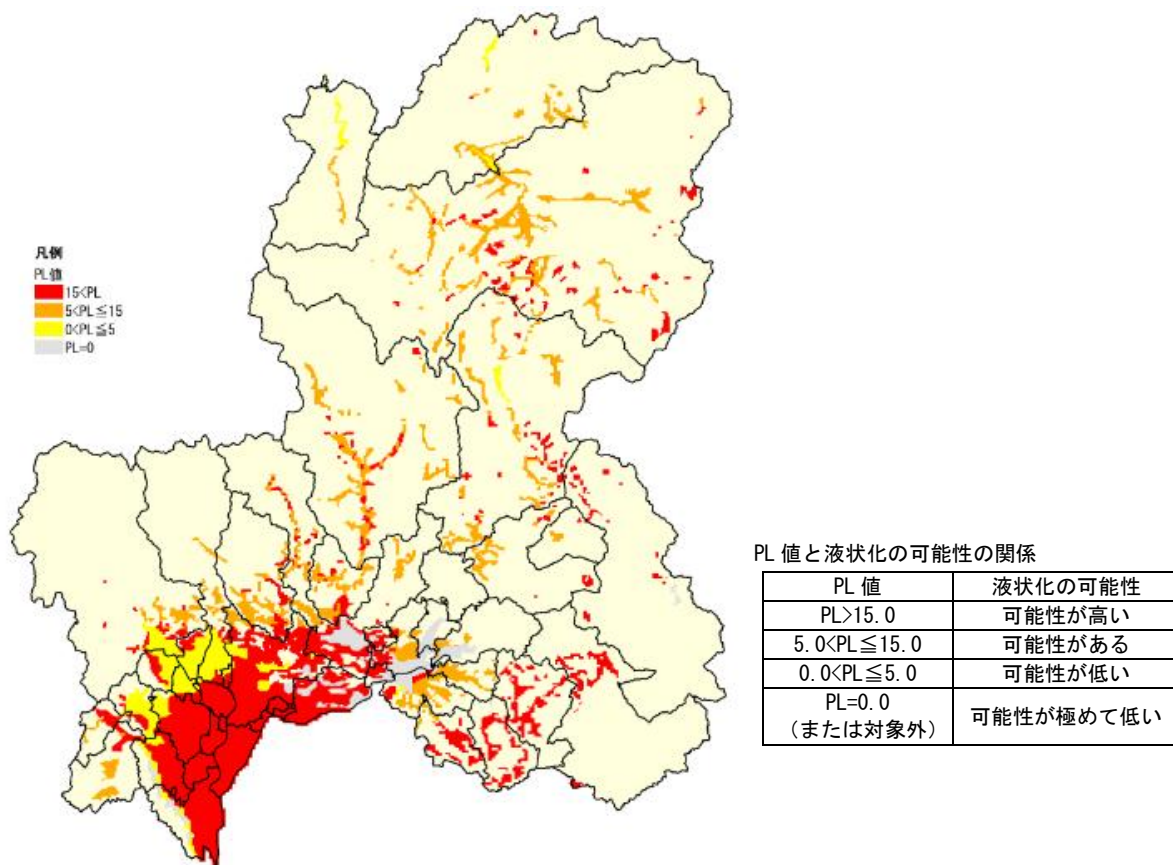 凡例
PL値
15<PL
5<PL≦15
0<PL≦5
PL=0
PL 値と液状化の可能性の関係
PL 値 液状化の可能性
PL>15.0 可能性が高い
5.0<PL≦15.0 可能性がある
0.0<PL≦5.0 可能性が低い
PL=0.0
（または対象外） 可能性が極めて低い